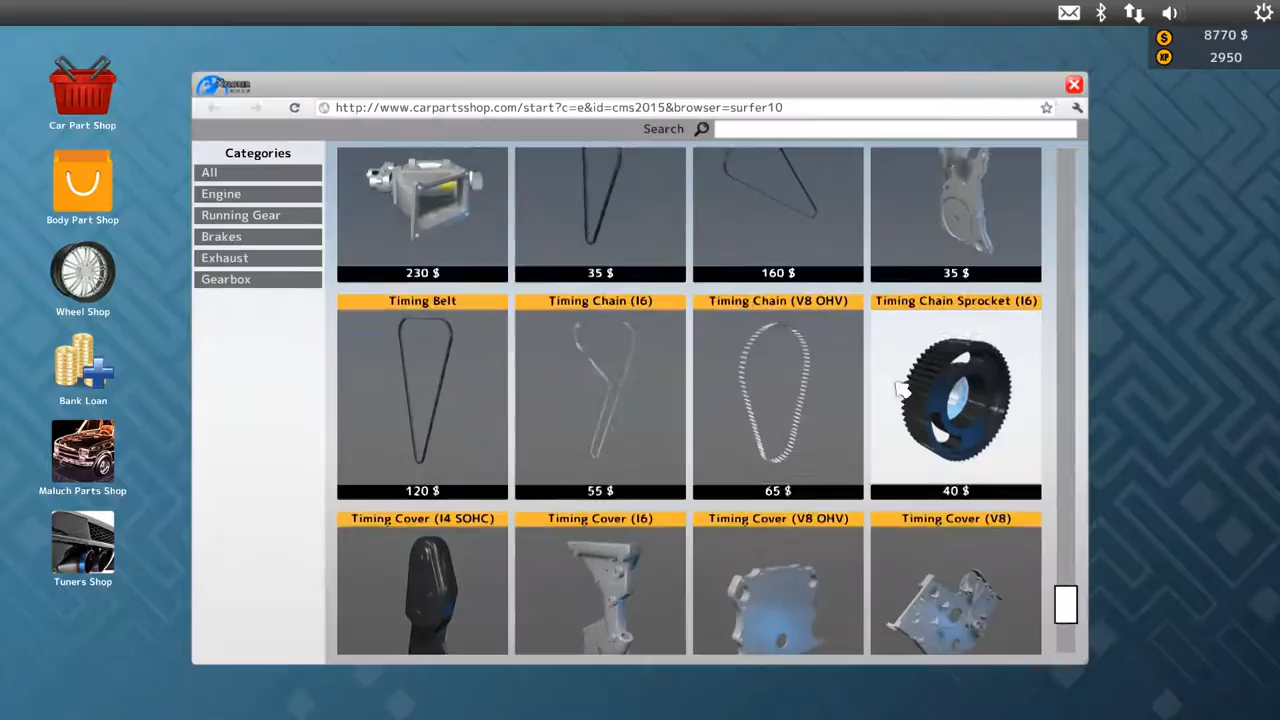 8770 $
2950
Car Part Shop
Body Part Shop
Wheel Shop
Bank Loan
Maluch Parts Shop
Tuners Shop
http://www.carpartsshop.com/start?c=e&id=cms2015&browser=surfer10
Search
Categories
All
Engine
Running Gear
Brakes
Exhaust
Gearbox
230 $
35 $
160 $
35 $
Timing Belt
Timing Chain (I6)
Timing Chain (V8 OHV)
Timing Chain Sprocket (I6)
120 $
55 $
65 $
40 $
Timing Cover (I4 SOHC)
Timing Cover (I6)
Timing Cover (V8 OHV)
Timing Cover (V8)